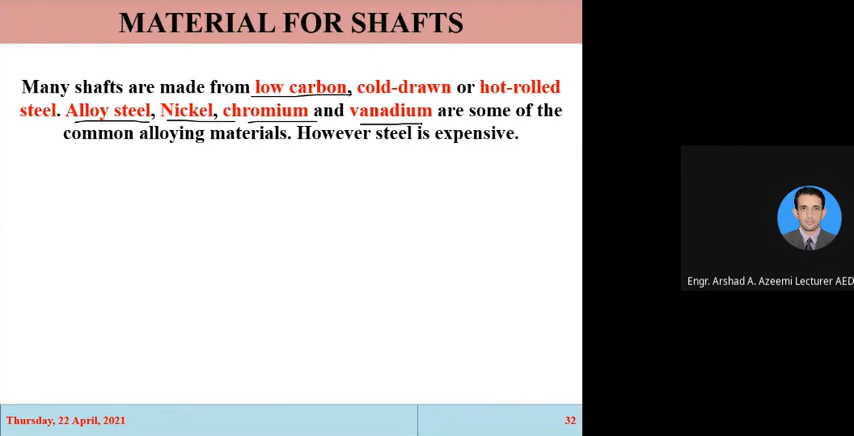 MATERIAL FOR SHAFTS
Many shafts are made from low carbon, cold-drawn or hot-rolled
steel. Alloy steel, Nickel, chromium and vanadium are some of the
common alloying materials. However steel is expensive.
Engr. Arshad A. Azeemi Lecturer AED
Thursday, 22 April, 2021
32